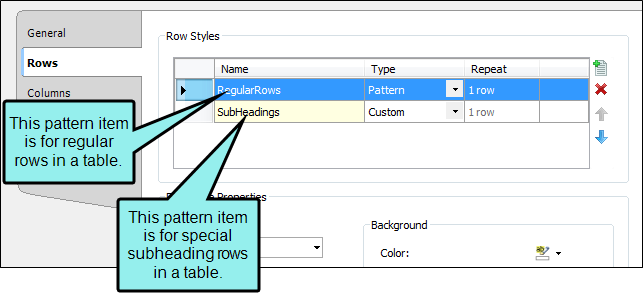 General
Rows
Columns
Row Styles
Name Type Repeat
RegularRows Pattern 1 row
SubHeadings Custom 1 row
This pattern item
is for regular
rows in a table.
This pattern item
is for special
subheading rows
in a table.
Properties
Background
Color: